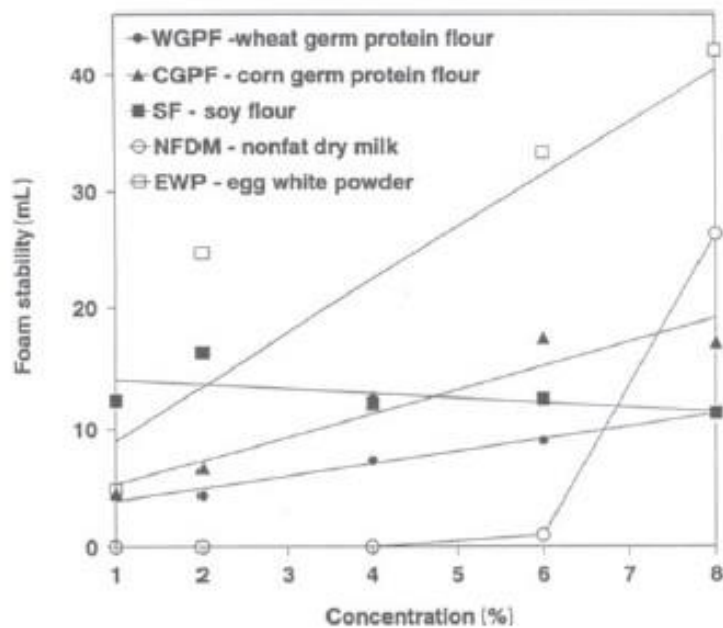 WGPF -wheat germ protein flour
CGPF - corn germ protein flour
SF - soy flour
NFDM - nonfat dry milk
EWP - egg white powder
40
30
20
10
0
Foam stability (mL)
1 2 3 4 5 6 7 8
Concentration (%)